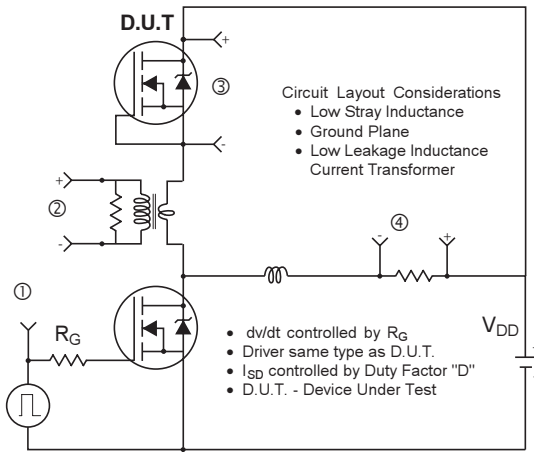 D.U.T
+
③
-
Circuit Layout Considerations
• Low Stray Inductance
• Ground Plane
• Low Leakage Inductance
Current Transformer
+
②
-
④
-
+
①
RG
VDD
+
-
• dv/dt controlled by RG
• Driver same type as D.U.T.
• ISD controlled by Duty Factor "D"
• D.U.T. - Device Under Test